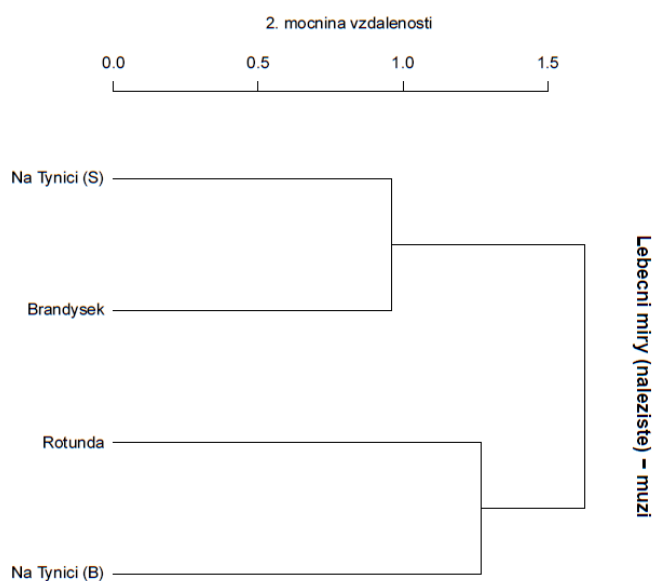 2. mocnina vzdalenosti
0.0 0.5 1.0 1.5
Na Tynici (S)
Brandysek
Rotunda
Na Tynici (B)
Lebecni miry (naleziste) – muzi